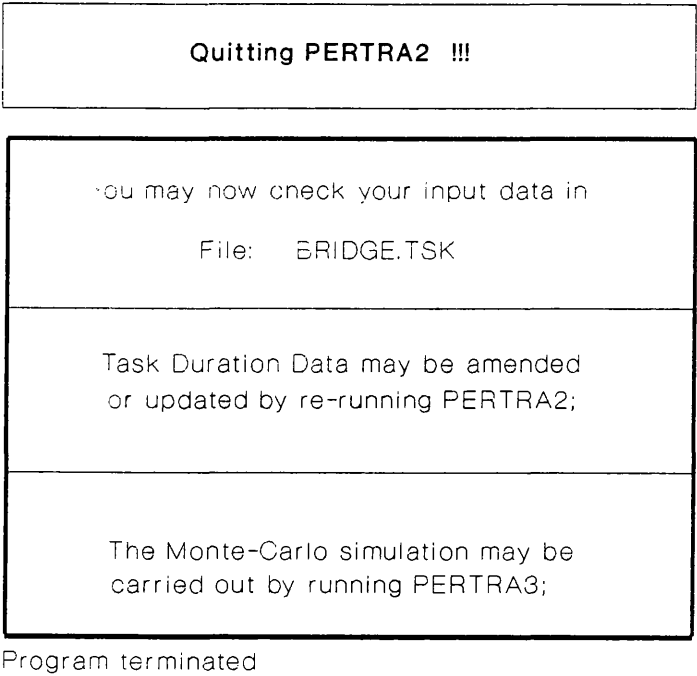 Quitting PERTRA2 !!!
You may now check your input data in
File: BRIDGE.TSK
Task Duration Data may be amended
or updated by re-running PERTRA2;
The Monte-Carlo simulation may be
carried out by running PERTRA3;
Program terminated